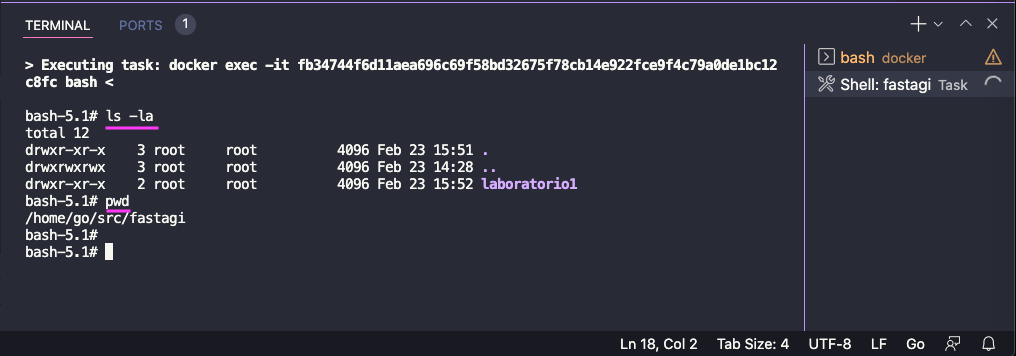 TERMINAL PORTS 1
> Executing task: docker exec -it fb34744f6d11aea696c69f58bd32675f78cb14e922fce9f4c79a0de1bc12
c8fc bash <
bash docker
Shell: fastagi Task
bash-5.1# ls -la
total 12
drwxr-xr-x 3 root root 4096 Feb 23 15:51 .
drwxrwxrwx 3 root root 4096 Feb 23 14:28 ..
drwxr-xr-x 2 root root 4096 Feb 23 15:52 laboratorio1
bash-5.1# pwd
/home/go/src/fastagi
bash-5.1#
bash-5.1#
Ln 18, Col 2 Tab Size: 4 UTF-8 LF Go